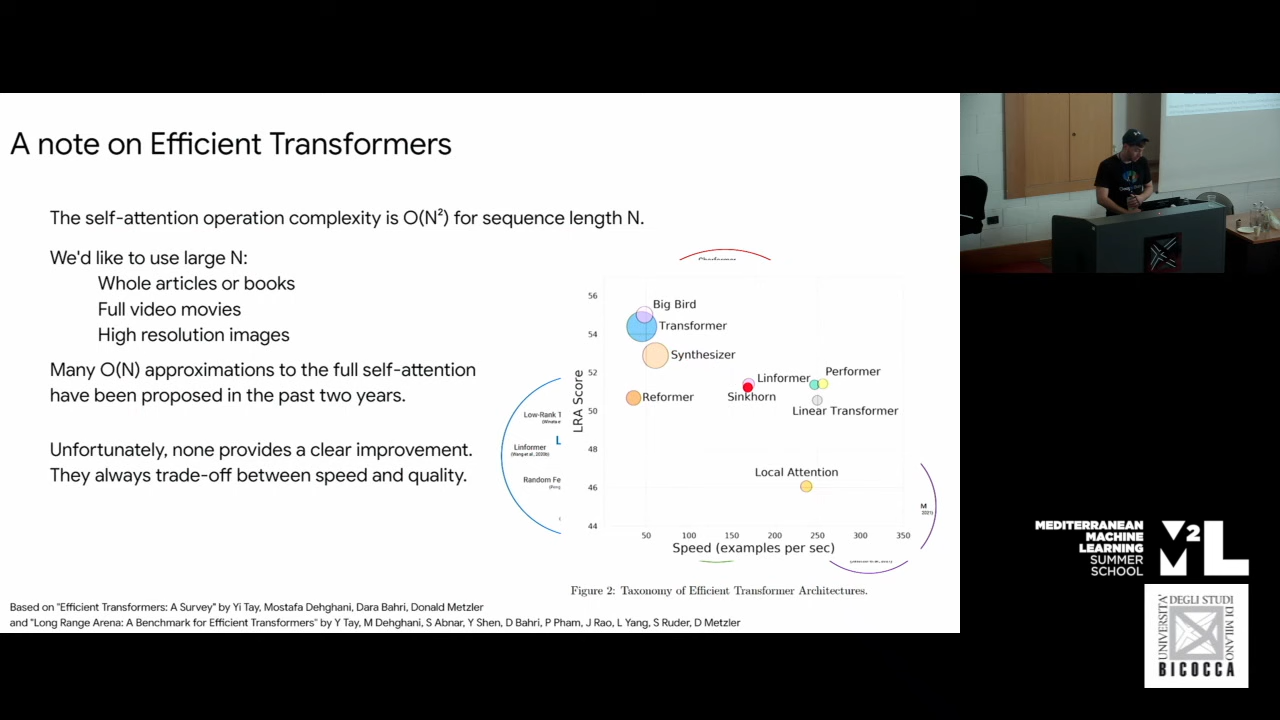 A note on Efficient Transformers
The self-attention operation complexity is O(N²) for sequence length N.
We'd like to use large N:
Whole articles or books
Full video movies
High resolution images
Many O(N) approximations to the full self-attention
have been proposed in the past two years.
Unfortunately, none provides a clear improvement.
They always trade-off between speed and quality.
Low-Rank T
Linformer
(Wang et al., 2020b)
L
Random Fe
M
2021)
LRA Score
56
54
52
50
48
46
44
Big Bird
Transformer
Synthesizer
Reformer
Linformer
Performer
Sinkhorn
Linear Transformer
Local Attention
50 100 150 200 250 300 350
Speed (examples per sec)
Figure 2: Taxonomy of Efficient Transformer Architectures.
Based on "Efficient Transformers: A Survey" by Yi Tay, Mostafa Dehghani, Dara Bahri, Donald Metzler
and "Long Range Arena: A Benchmark for Efficient Transformers" by Y Tay, M Dehghani, S Abnar, Y Shen, D Bahri, P Pham, J Rao, L Yang, S Ruder, D Metzler
MEDITERRANEAN
MACHINE
LEARNING
SUMMER
SCHOOL
M2L
UNIVERSITÀ
DEGLI STUDI
DI MILANO
BICOCCA